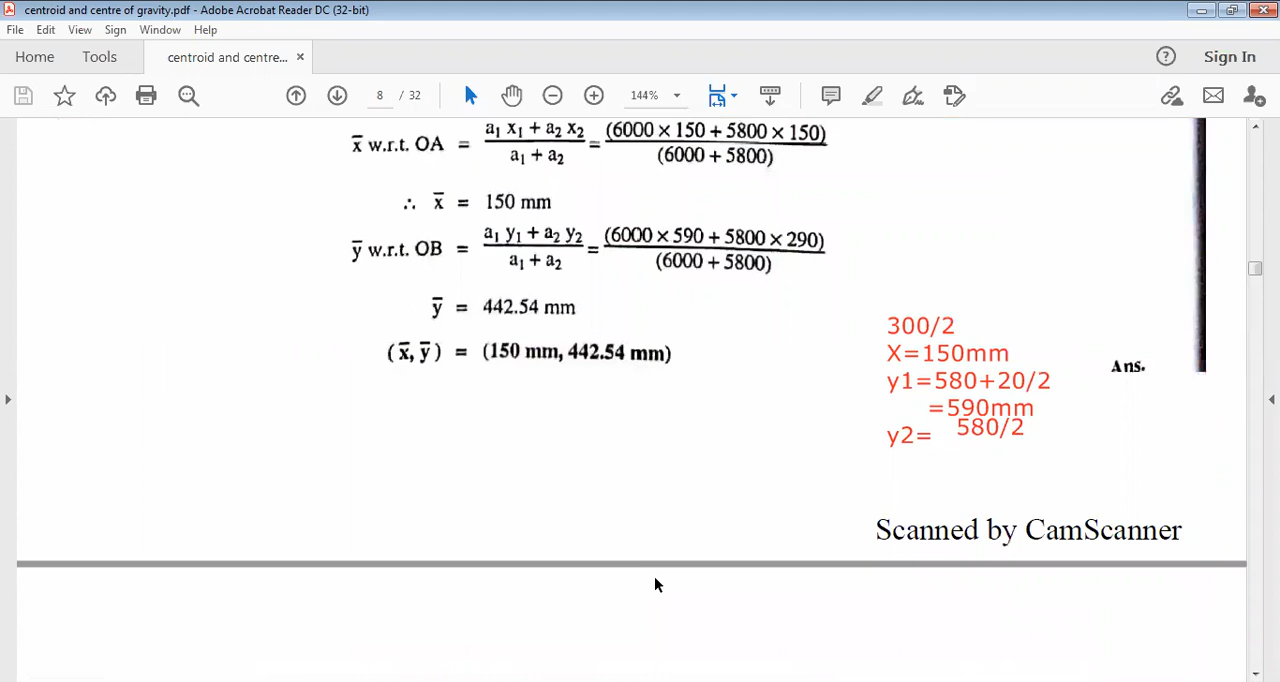 centroid and centre of gravity.pdf - Adobe Acrobat Reader DC (32-bit)
File Edit View Sign Window Help
Home Tools centroid and centre... × Sign In
8 / 32 144%
x̄ w.r.t. OA = (a₁ x₁ + a₂ x₂)/(a₁ + a₂) = (6000 × 150 + 5800 × 150)/(6000 + 5800)
∴ x̄ = 150 mm
ȳ w.r.t. OB = (a₁ y₁ + a₂ y₂)/(a₁ + a₂) = (6000 × 590 + 5800 × 290)/(6000 + 5800)
ȳ = 442.54 mm
(x̄, ȳ) = (150 mm, 442.54 mm)
Ans.
300/2
X=150mm
y1=580+20/2
=590mm
y2= 580/2
Scanned by CamScanner